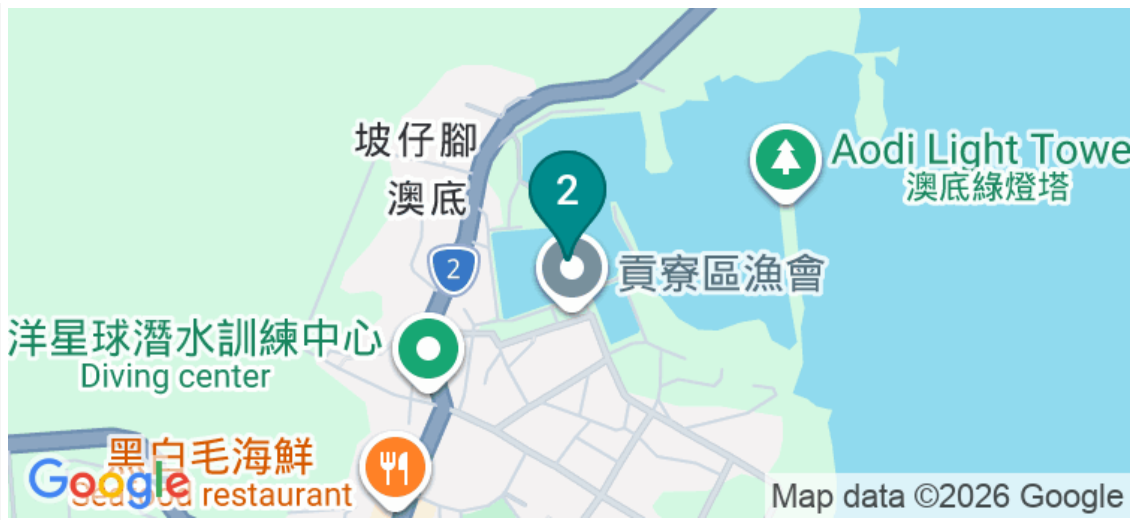 坡仔腳
澳底
2
Aodi Light Towe
澳底綠燈塔
2
貢寮區漁會
洋星球潛水訓練中心
Diving center
黑白毛海鮮
Seafood restaurant
Google
Map data ©2026 Google